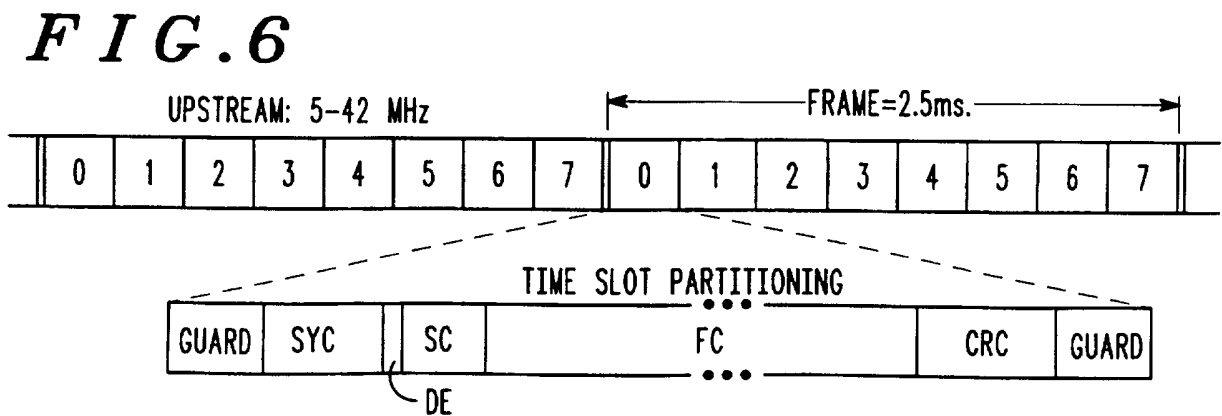 FIG.6
UPSTREAM: 5-42 MHz
FRAME=2.5ms.
0 1 2 3 4 5 6 7 0 1 2 3 4 5 6 7
TIME SLOT PARTITIONING
GUARD SYC SC FC CRC GUARD
DE